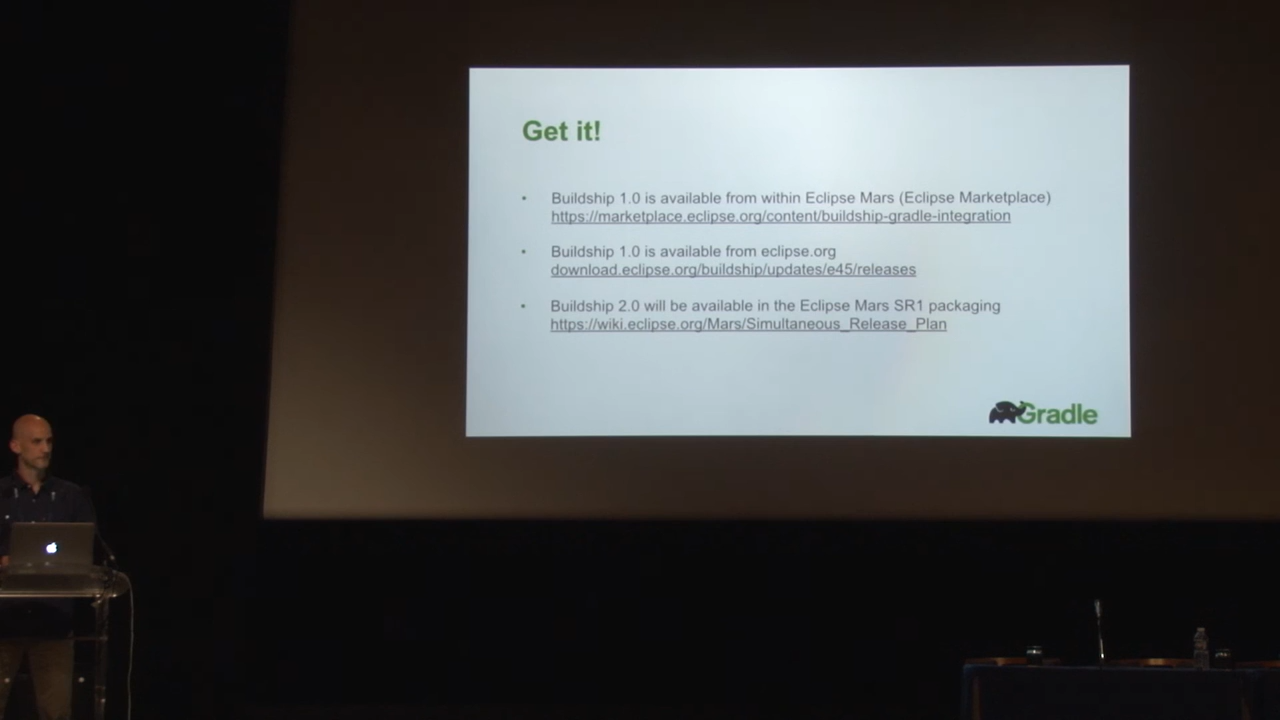 Get it!
• Buildship 1.0 is available from within Eclipse Mars (Eclipse Marketplace)
https://marketplace.eclipse.org/content/buildship-gradle-integration
• Buildship 1.0 is available from eclipse.org
download.eclipse.org/buildship/updates/e45/releases
• Buildship 2.0 will be available in the Eclipse Mars SR1 packaging
https://wiki.eclipse.org/Mars/Simultaneous_Release_Plan
Gradle